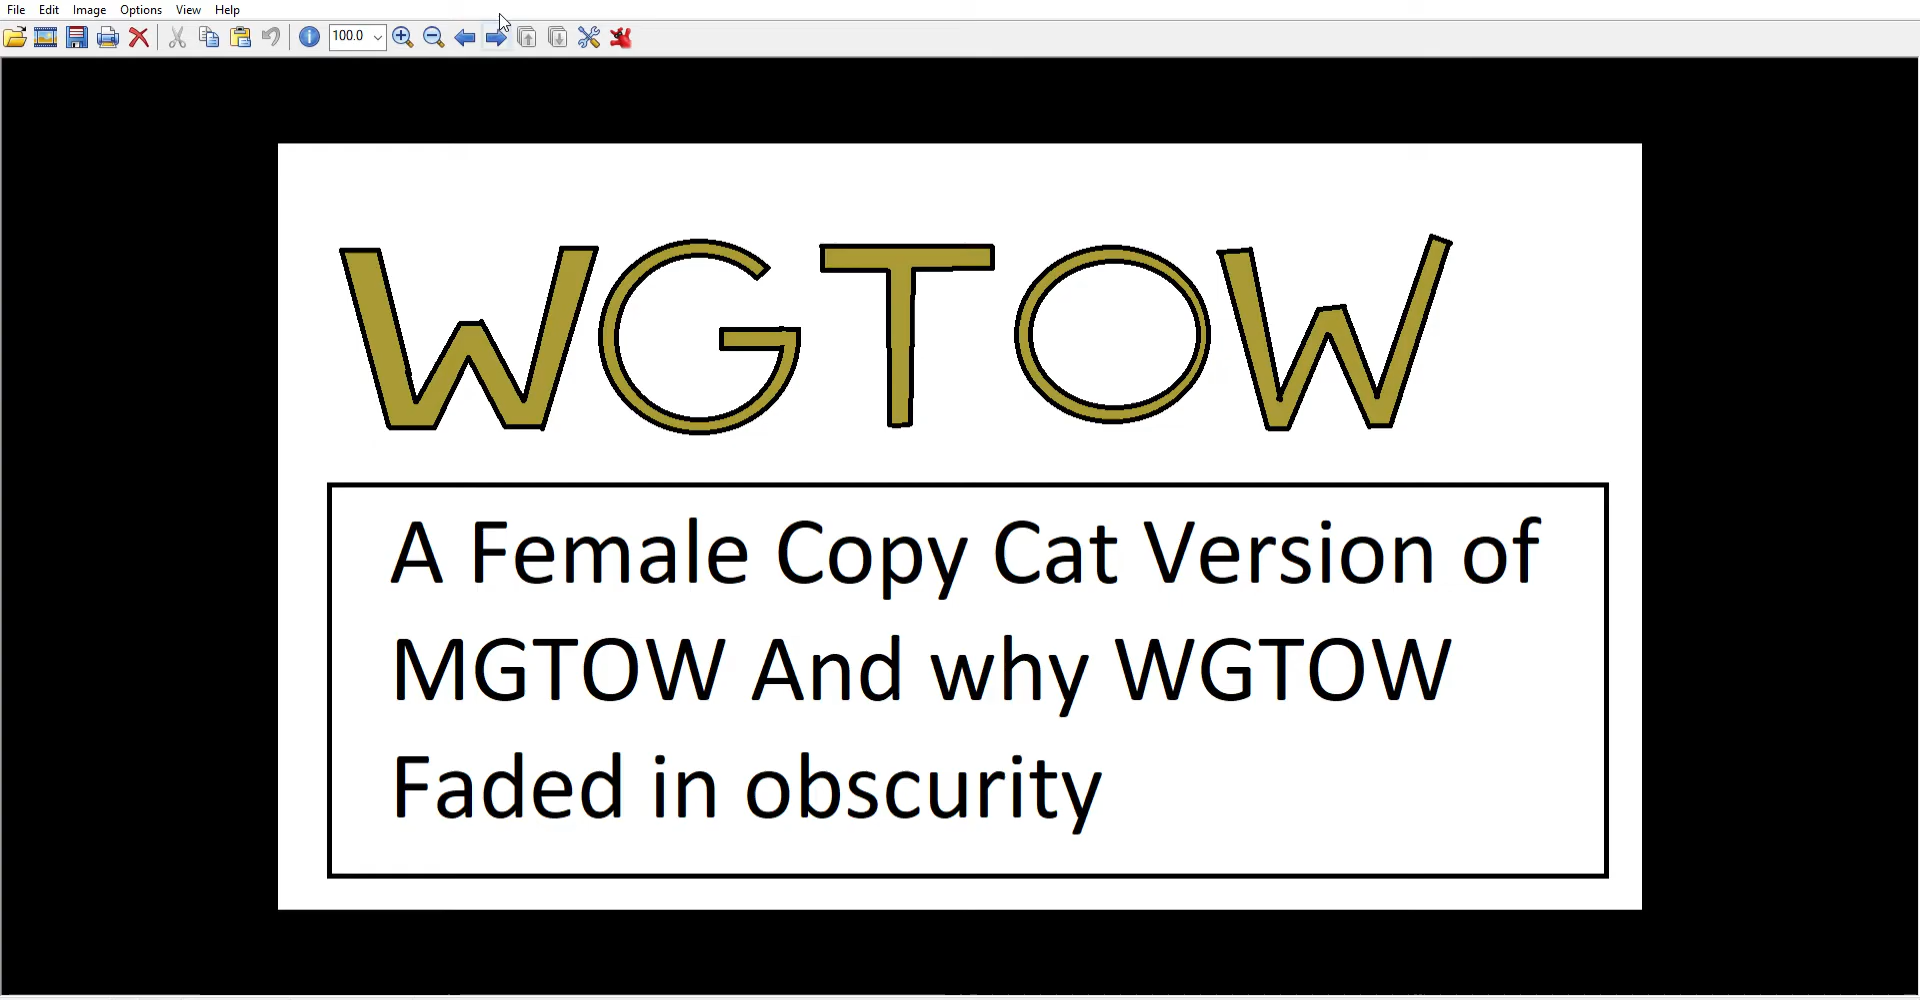 File Edit Image Options View Help
100.0
WGTOW
A Female Copy Cat Version of
MGTOW And why WGTOW
Faded in obscurity